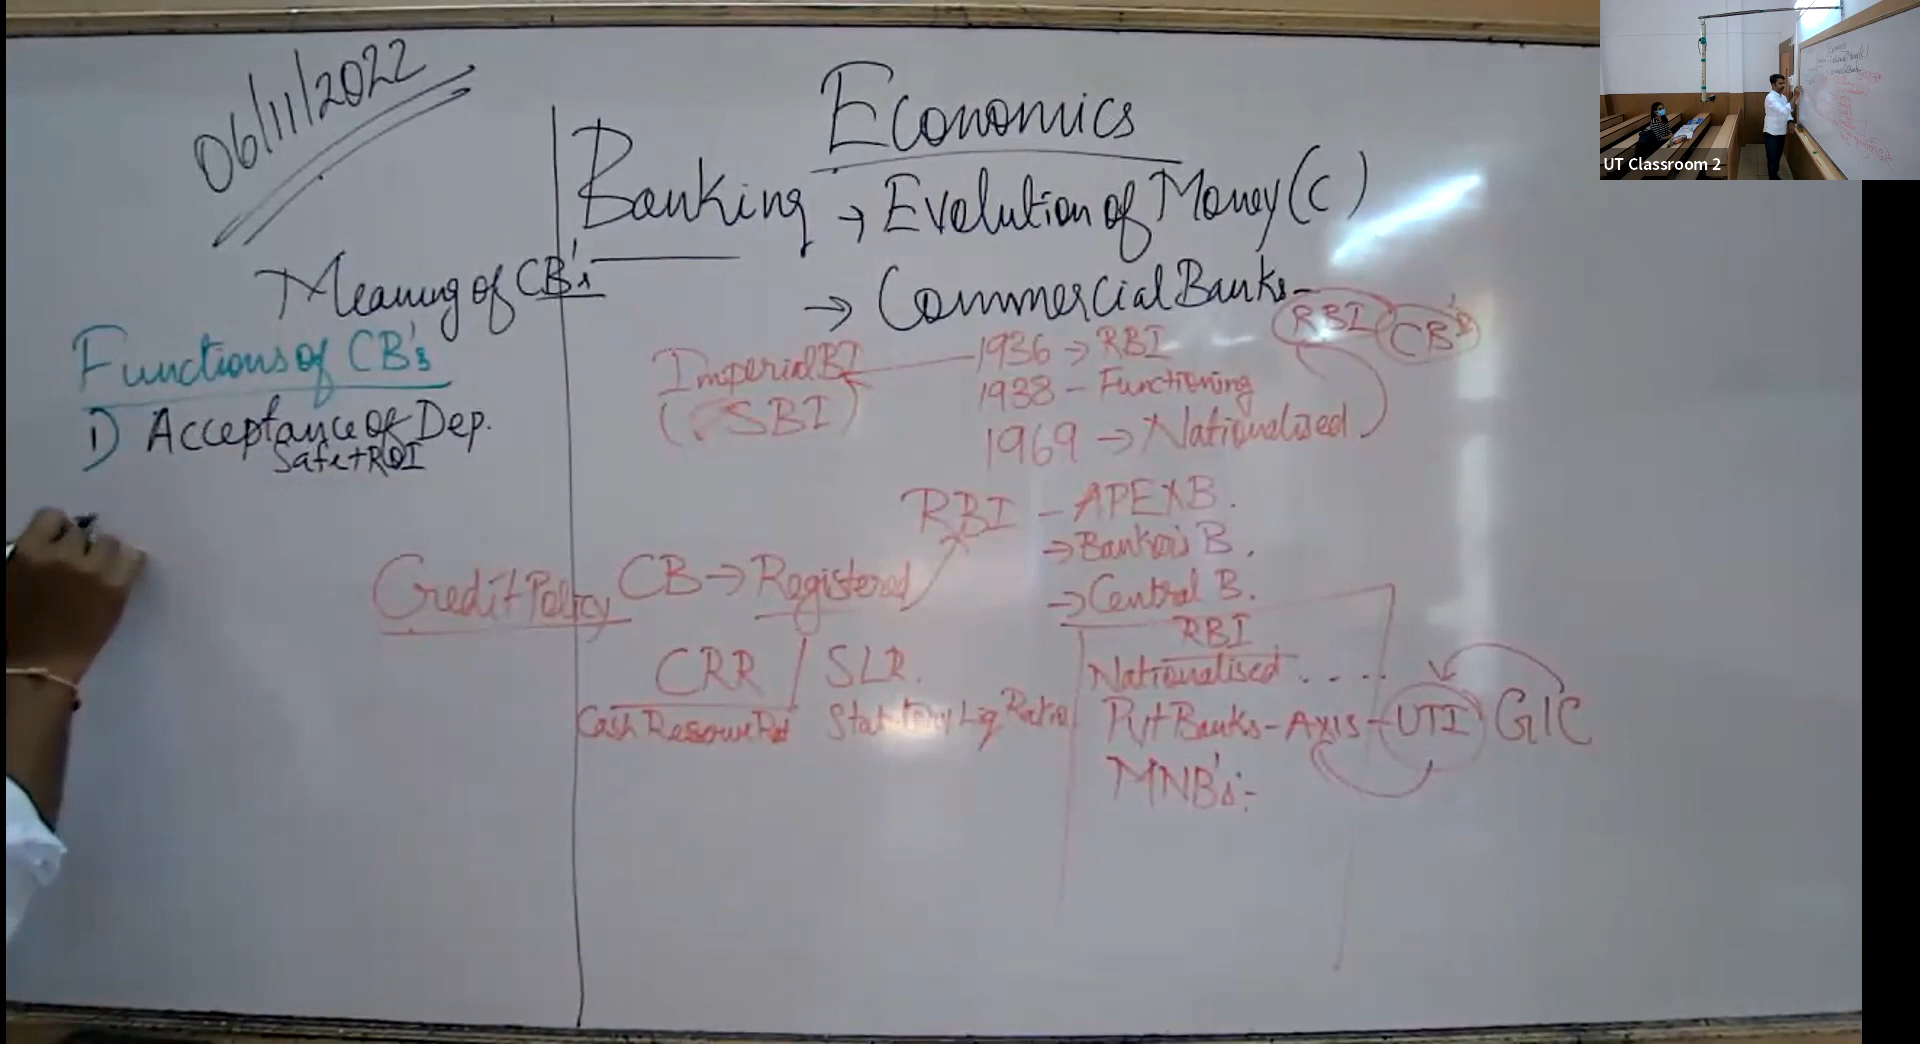 06/11/2022
Economics
Banking → Evolution of Money (C)
→ Commercial Banks -
RBI CB's
Meaning of CB's
Functions of CB's
1) Acceptance of Dep.
Safe + ROI
Imperial BI
(SBI)
1936 → RBI
1938 - Functioning
1969 → Nationalised
RBI - APEX B.
→ Banker's B.
→ Central B.
Credit Policy
CB → Registered
CRR / SLR.
Cash Reserve Statutory Liq Ratio
RBI
Nationalised ....
Pvt Banks - Axis - UTI GIC
MNB's:-
UT Classroom 2